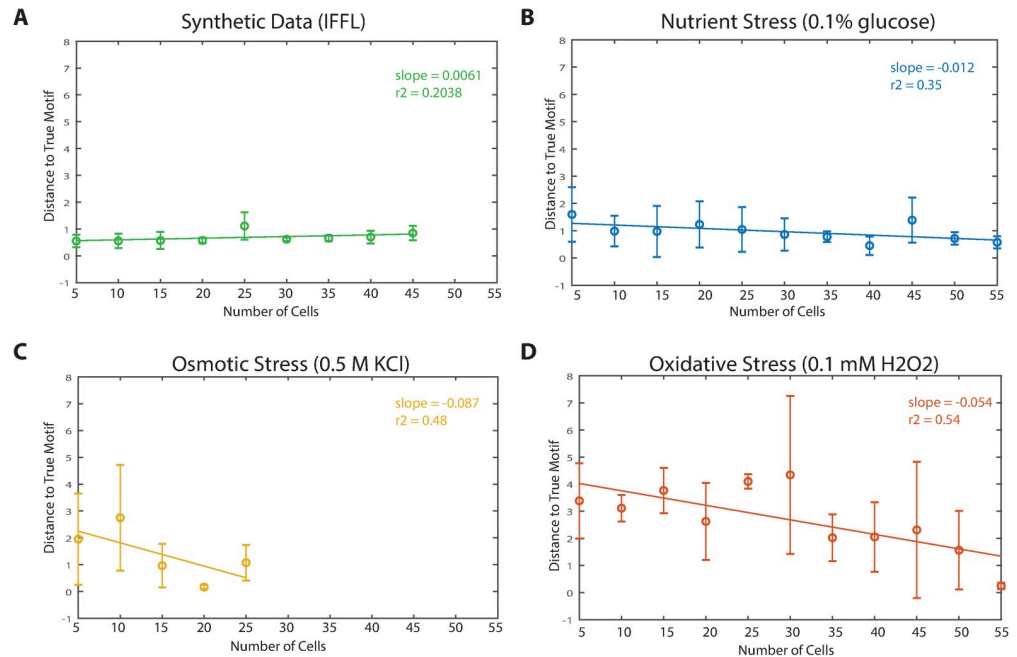 A
Synthetic Data (IFFL)
8
7
6
5
4
3
2
1
0
-1
Distance to True Motif
slope = 0.0061
r2 = 0.2038
5 10 15 20 25 30 35 40 45 50 55
Number of Cells
B
Nutrient Stress (0.1% glucose)
8
7
6
5
4
3
2
1
0
-1
Distance to True Motif
slope = -0.012
r2 = 0.35
5 10 15 20 25 30 35 40 45 50 55
Number of Cells
C
Osmotic Stress (0.5 M KCl)
8
7
6
5
4
3
2
1
0
-1
Distance to True Motif
slope = -0.087
r2 = 0.48
5 10 15 20 25 30 35 40 45 50 55
Number of Cells
D
Oxidative Stress (0.1 mM H2O2)
8
7
6
5
4
3
2
1
0
-1
Distance to True Motif
slope = -0.054
r2 = 0.54
5 10 15 20 25 30 35 40 45 50 55
Number of Cells